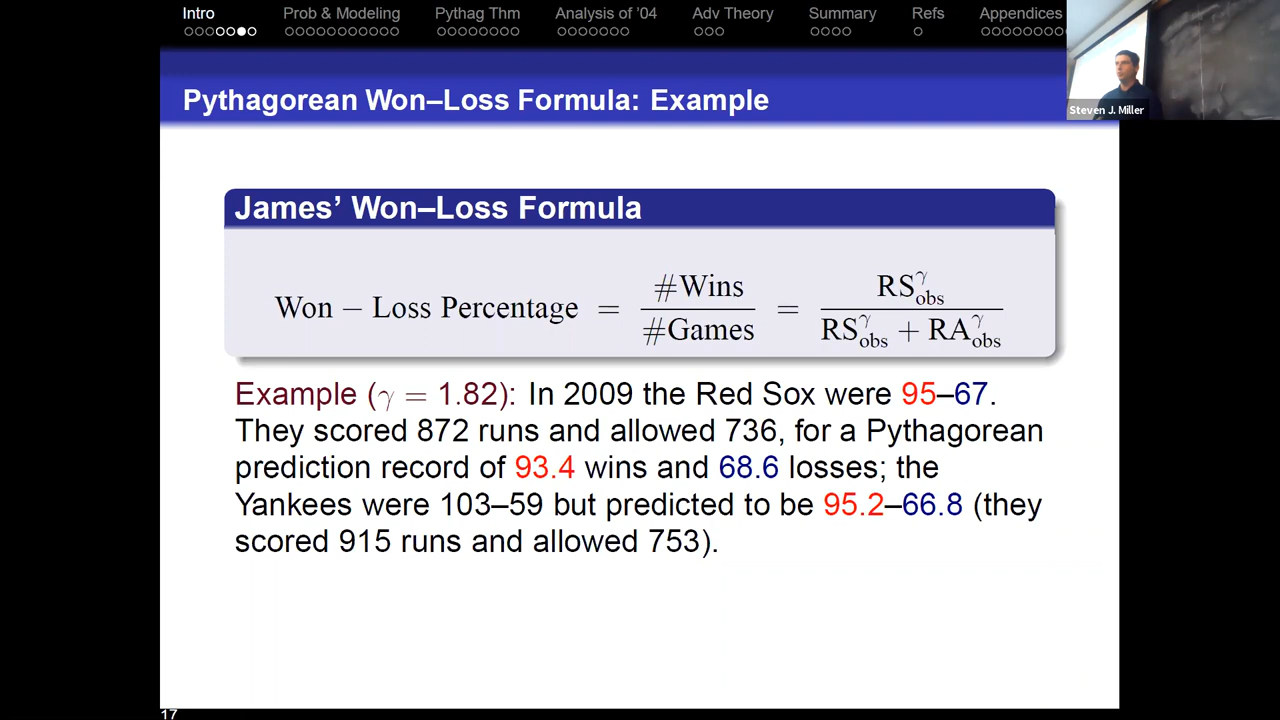 Intro Prob & Modeling Pythag Thm Analysis of ’04 Adv Theory Summary Refs Appendices
Steven J. Miller
Pythagorean Won–Loss Formula: Example
James’ Won–Loss Formula
Won − Loss Percentage = #Wins / #Games = RS^γ_obs / (RS^γ_obs + RA^γ_obs)
Example (γ = 1.82): In 2009 the Red Sox were 95–67.
They scored 872 runs and allowed 736, for a Pythagorean
prediction record of 93.4 wins and 68.6 losses; the
Yankees were 103–59 but predicted to be 95.2–66.8 (they
scored 915 runs and allowed 753).
17